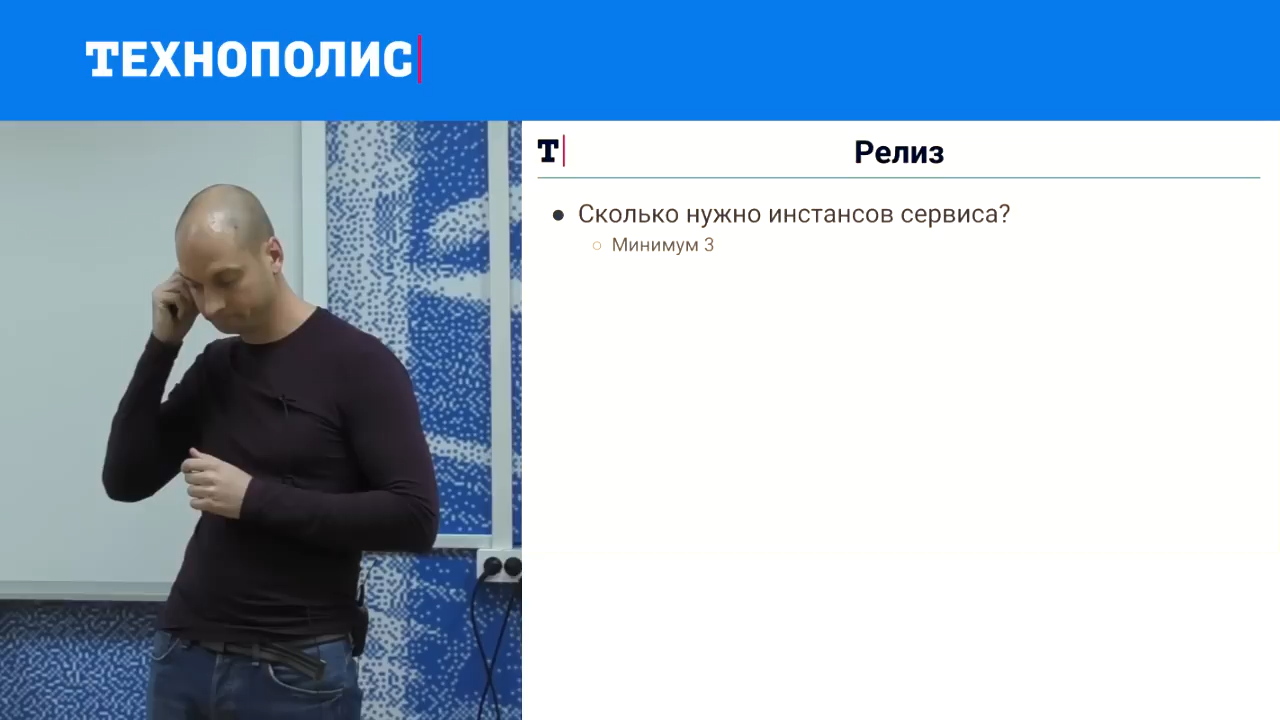 ТЕХНОПОЛИС
Т
Релиз
● Сколько нужно инстансов сервиса?
○ Минимум 3